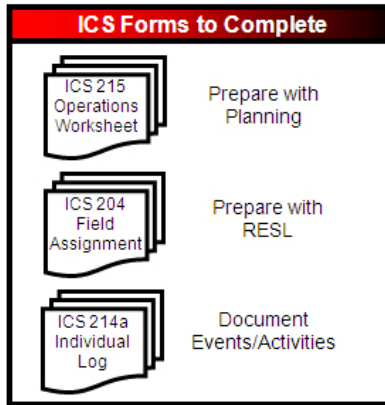 ICS Forms to Complete
ICS 215
Operations
Worksheet
Prepare with
Planning
ICS 204
Field
Assignment
Prepare with
RESL
ICS 214a
Individual
Log
Document
Events/Activities